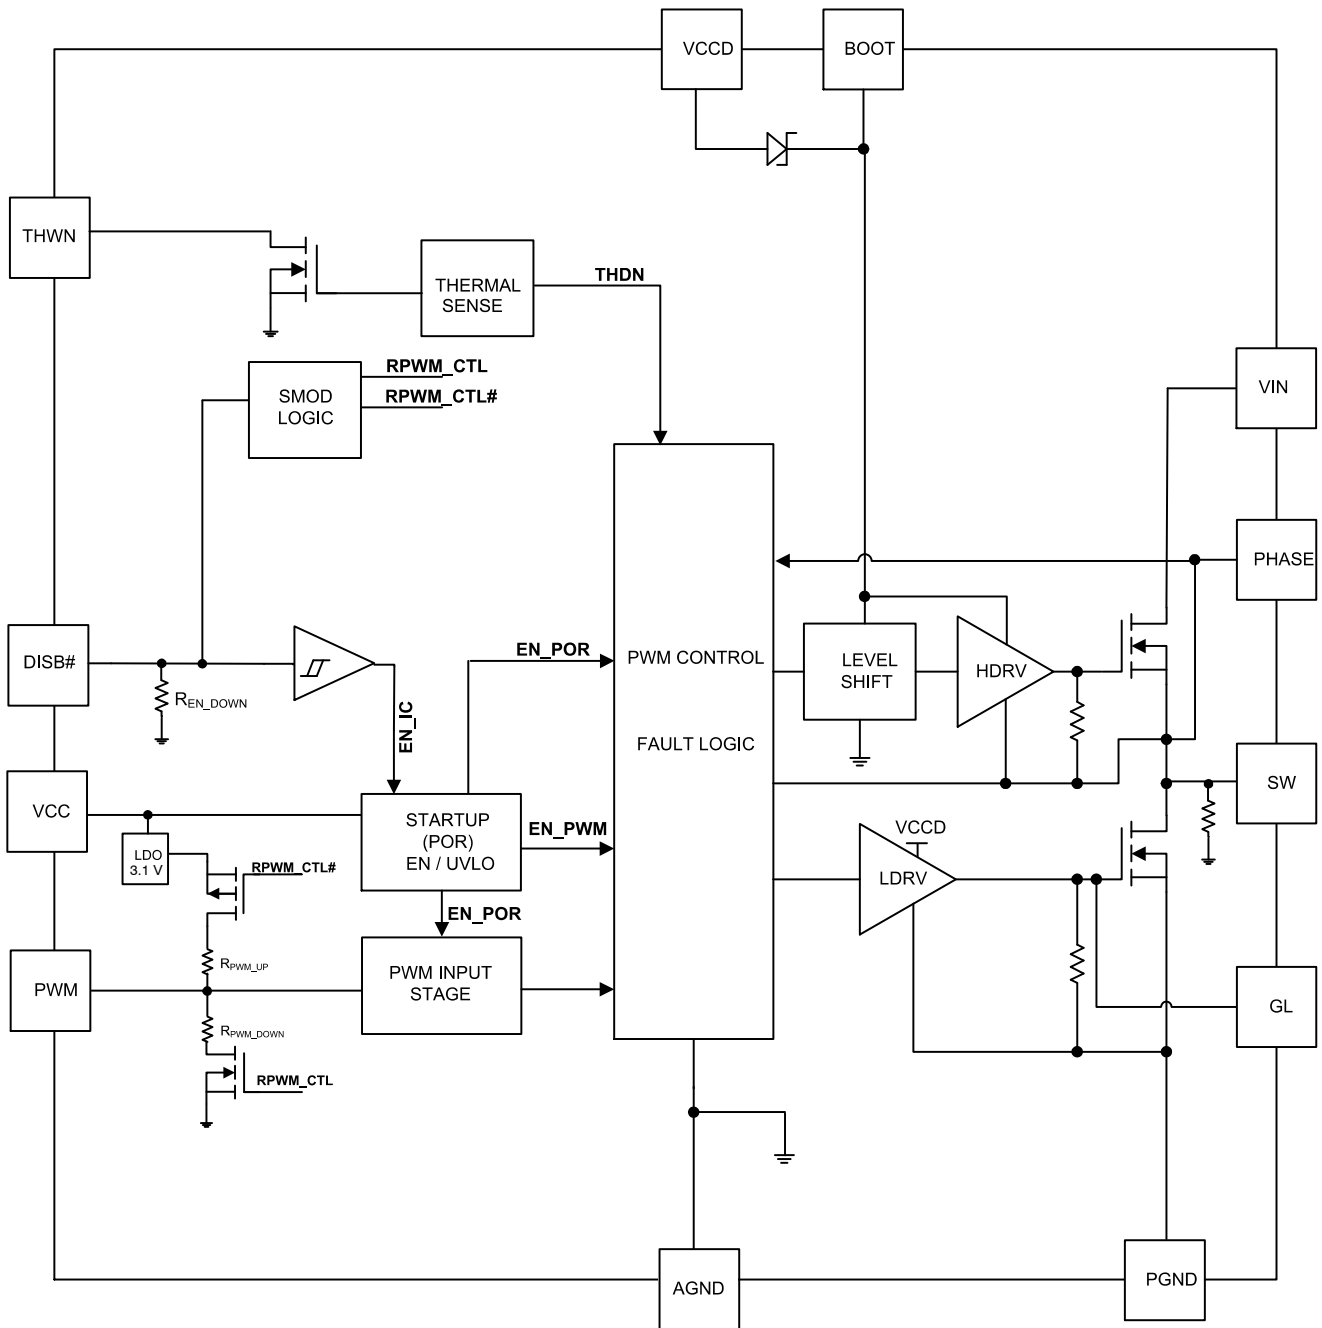 VCCD
BOOT
THWN
THERMAL
SENSE
THDN
SMOD
LOGIC
RPWM_CTL
RPWM_CTL#
VIN
PHASE
DISB#
REN_DOWN
EN_IC
EN_POR
PWM CONTROL
FAULT LOGIC
LEVEL
SHIFT
HDRV
SW
VCC
LDO
3.1 V
RPWM_CTL#
STARTUP
(POR)
EN / UVLO
EN_PWM
VCCD
LDRV
EN_POR
PWM
RPWM_UP
PWM INPUT
STAGE
RPWM_DOWN
RPWM_CTL
GL
AGND
PGND